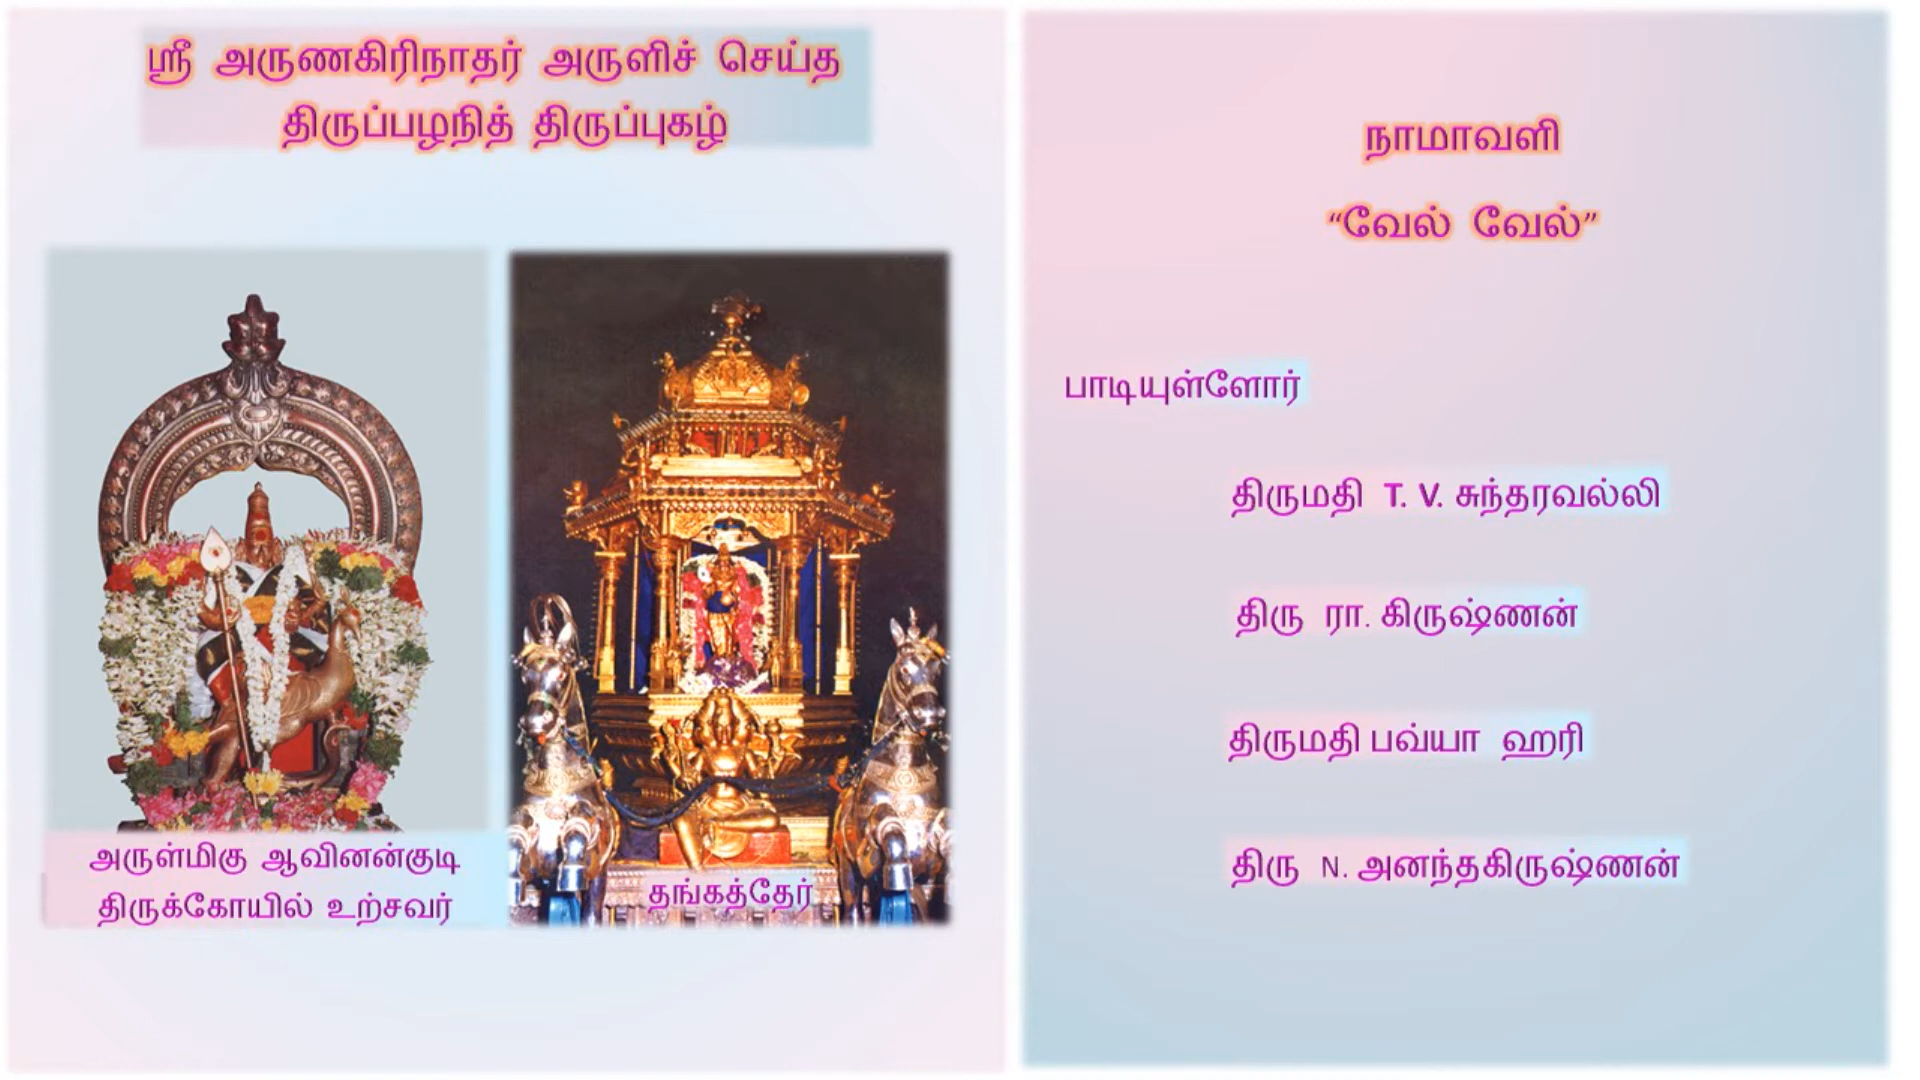 ஸ்ரீ அருணகிரிநாதர் அருளிச் செய்த
திருப்பழநித் திருப்புகழ்
அருள்மிகு ஆவினன்குடி
திருக்கோயில் உற்சவர்
தங்கத்தேர்
நாமாவளி
“வேல் வேல்”
பாடியுள்ளோர்
திருமதி T. V. சுந்தரவல்லி
திரு ரா. கிருஷ்ணன்
திருமதி பவ்யா ஹரி
திரு N. அனந்தகிருஷ்ணன்